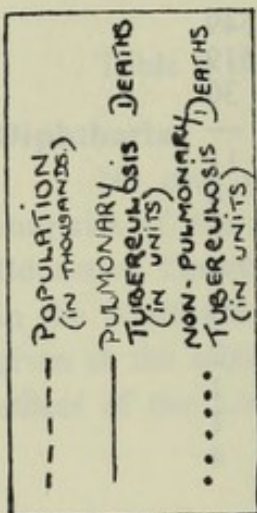 POPULATION
(IN THOUSANDS.)
PULMONARY.
TUBERCULOSIS DEATHS
(IN UNITS)
NON-PULMONARY
TUBERCULOSIS DEATHS
(IN UNITS)